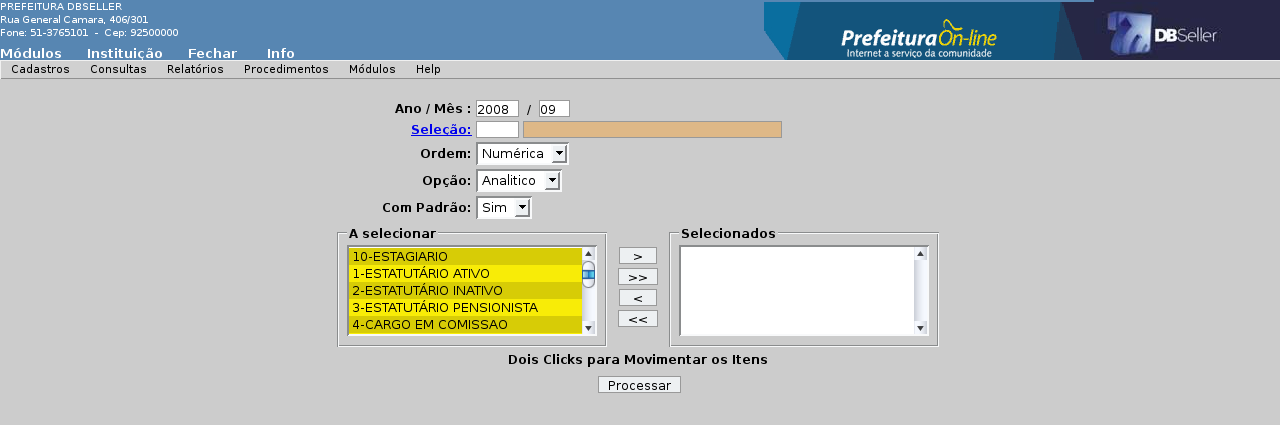 PREFEITURA DBSELLER
Rua General Camara, 406/301
Fone: 51-3765101 - Cep: 92500000
Prefeitura On-line
Internet a serviço da comunidade
DBSeller
Módulos Instituição Fechar Info
Cadastros Consultas Relatórios Procedimentos Módulos Help
Ano / Mês : 2008 / 09
Seleção:
Ordem: Numérica
Opção: Analitico
Com Padrão: Sim
A selecionar
10-ESTAGIARIO
1-ESTATUTÁRIO ATIVO
2-ESTATUTÁRIO INATIVO
3-ESTATUTÁRIO PENSIONISTA
4-CARGO EM COMISSAO
>
>>
<
<<
Selecionados
Dois Clicks para Movimentar os Itens
Processar